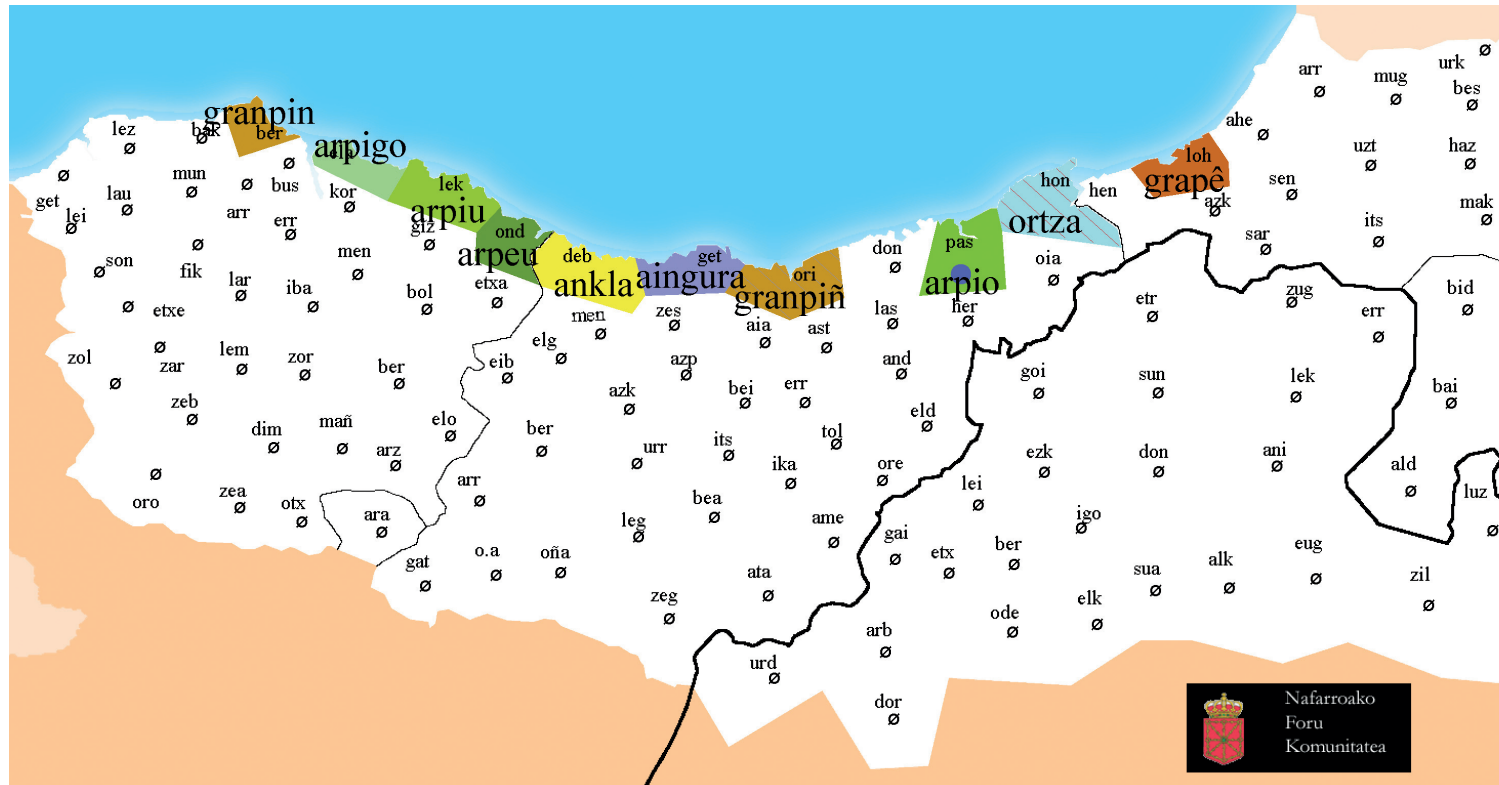 urk
arr
mug
bes
granpin
lez
bak
ber
ahe
arpigo
mun
bus
loh
uzt
haz
get
lau
kor
lek
hon
hen
grapê
sen
azk
lei
arr
err
giz
arpiu
ond
ortza
its
mak
son
fik
men
arpeu
deb
get
don
pas
oia
sar
lar
iba
bol
etxa
ankla
aingura
ori
granpiñ
arpio
etr
zug
bid
etxe
men
zes
aia
ast
las
her
err
zol
zar
lem
zor
ber
eib
elg
azp
and
goi
sun
lek
bai
zeb
azk
bei
err
eld
dim
mañ
elo
ber
its
tol
arz
urr
ika
ore
ezk
don
ani
ald
oro
zea
otx
ara
arr
bea
lei
luz
leg
ame
gai
igo
gat
o.a
oña
etx
ber
eug
ata
sua
alk
zil
zeg
ode
elk
arb
urd
dor
Nafarroako
Foru
Komunitatea